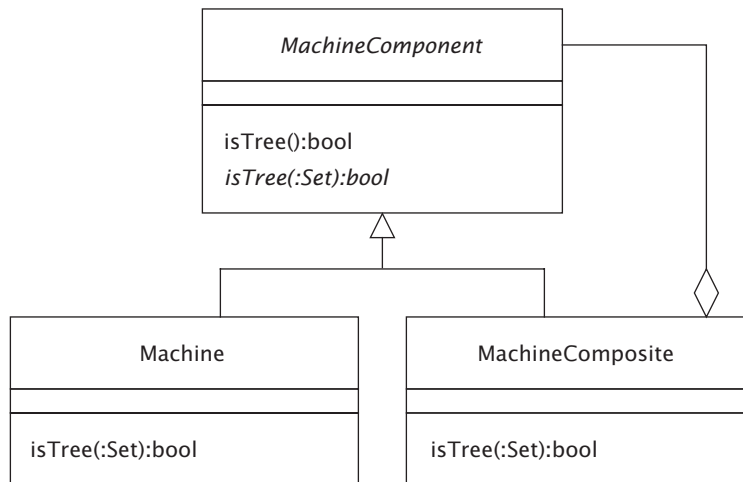 MachineComponent
isTree():bool
isTree(:Set):bool
Machine
MachineComposite
isTree(:Set):bool
isTree(:Set):bool